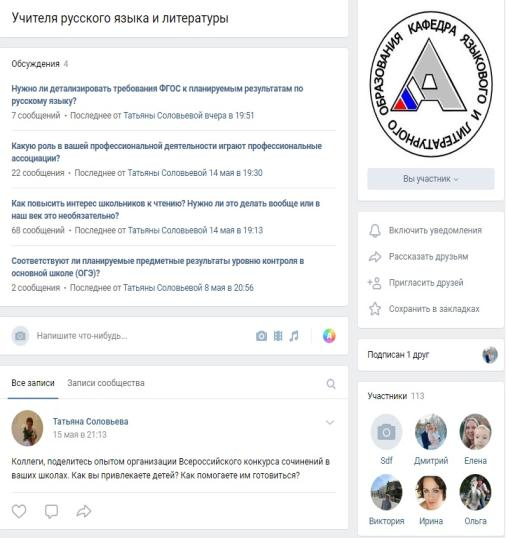 Учителя русского языка и литературы
Обсуждения 4
Нужно ли детализировать требования ФГОС к планируемым результатам по
русскому языку?
7 сообщений • Последнее от Татьяны Соловьевой вчера в 19:51
Какую роль в вашей профессиональной деятельности играют профессиональные
ассоциации?
22 сообщения • Последнее от Татьяны Соловьевой 14 мая в 19:30
Как повысить интерес школьников к чтению? Нужно ли это делать вообще или в
наш век это необязательно?
68 сообщений • Последнее от Татьяны Соловьевой 14 мая в 19:13
Соответствуют ли планируемые предметные результаты уровню контроля в
основной школе (ОГЭ)?
2 сообщения • Последнее от Татьяны Соловьевой 8 мая в 20:56
Напишите что-нибудь...
Все записи Записи сообщества
Татьяна Соловьева
15 мая в 21:13
Коллеги, поделитесь опытом организации Всероссийского конкурса сочинений в
ваших школах. Как вы привлекаете детей? Как помогаете им готовиться?
КАФЕДРА ЯЗЫКОВОГО И ЛИТЕРАТУРНОГО ОБРАЗОВАНИЯ
Вы участник
Включить уведомления
Рассказать друзьям
Пригласить друзей
Сохранить в закладках
Подписан 1 друг
Участники 113
Sdf Дмитрий Елена
Виктория Ирина Ольга